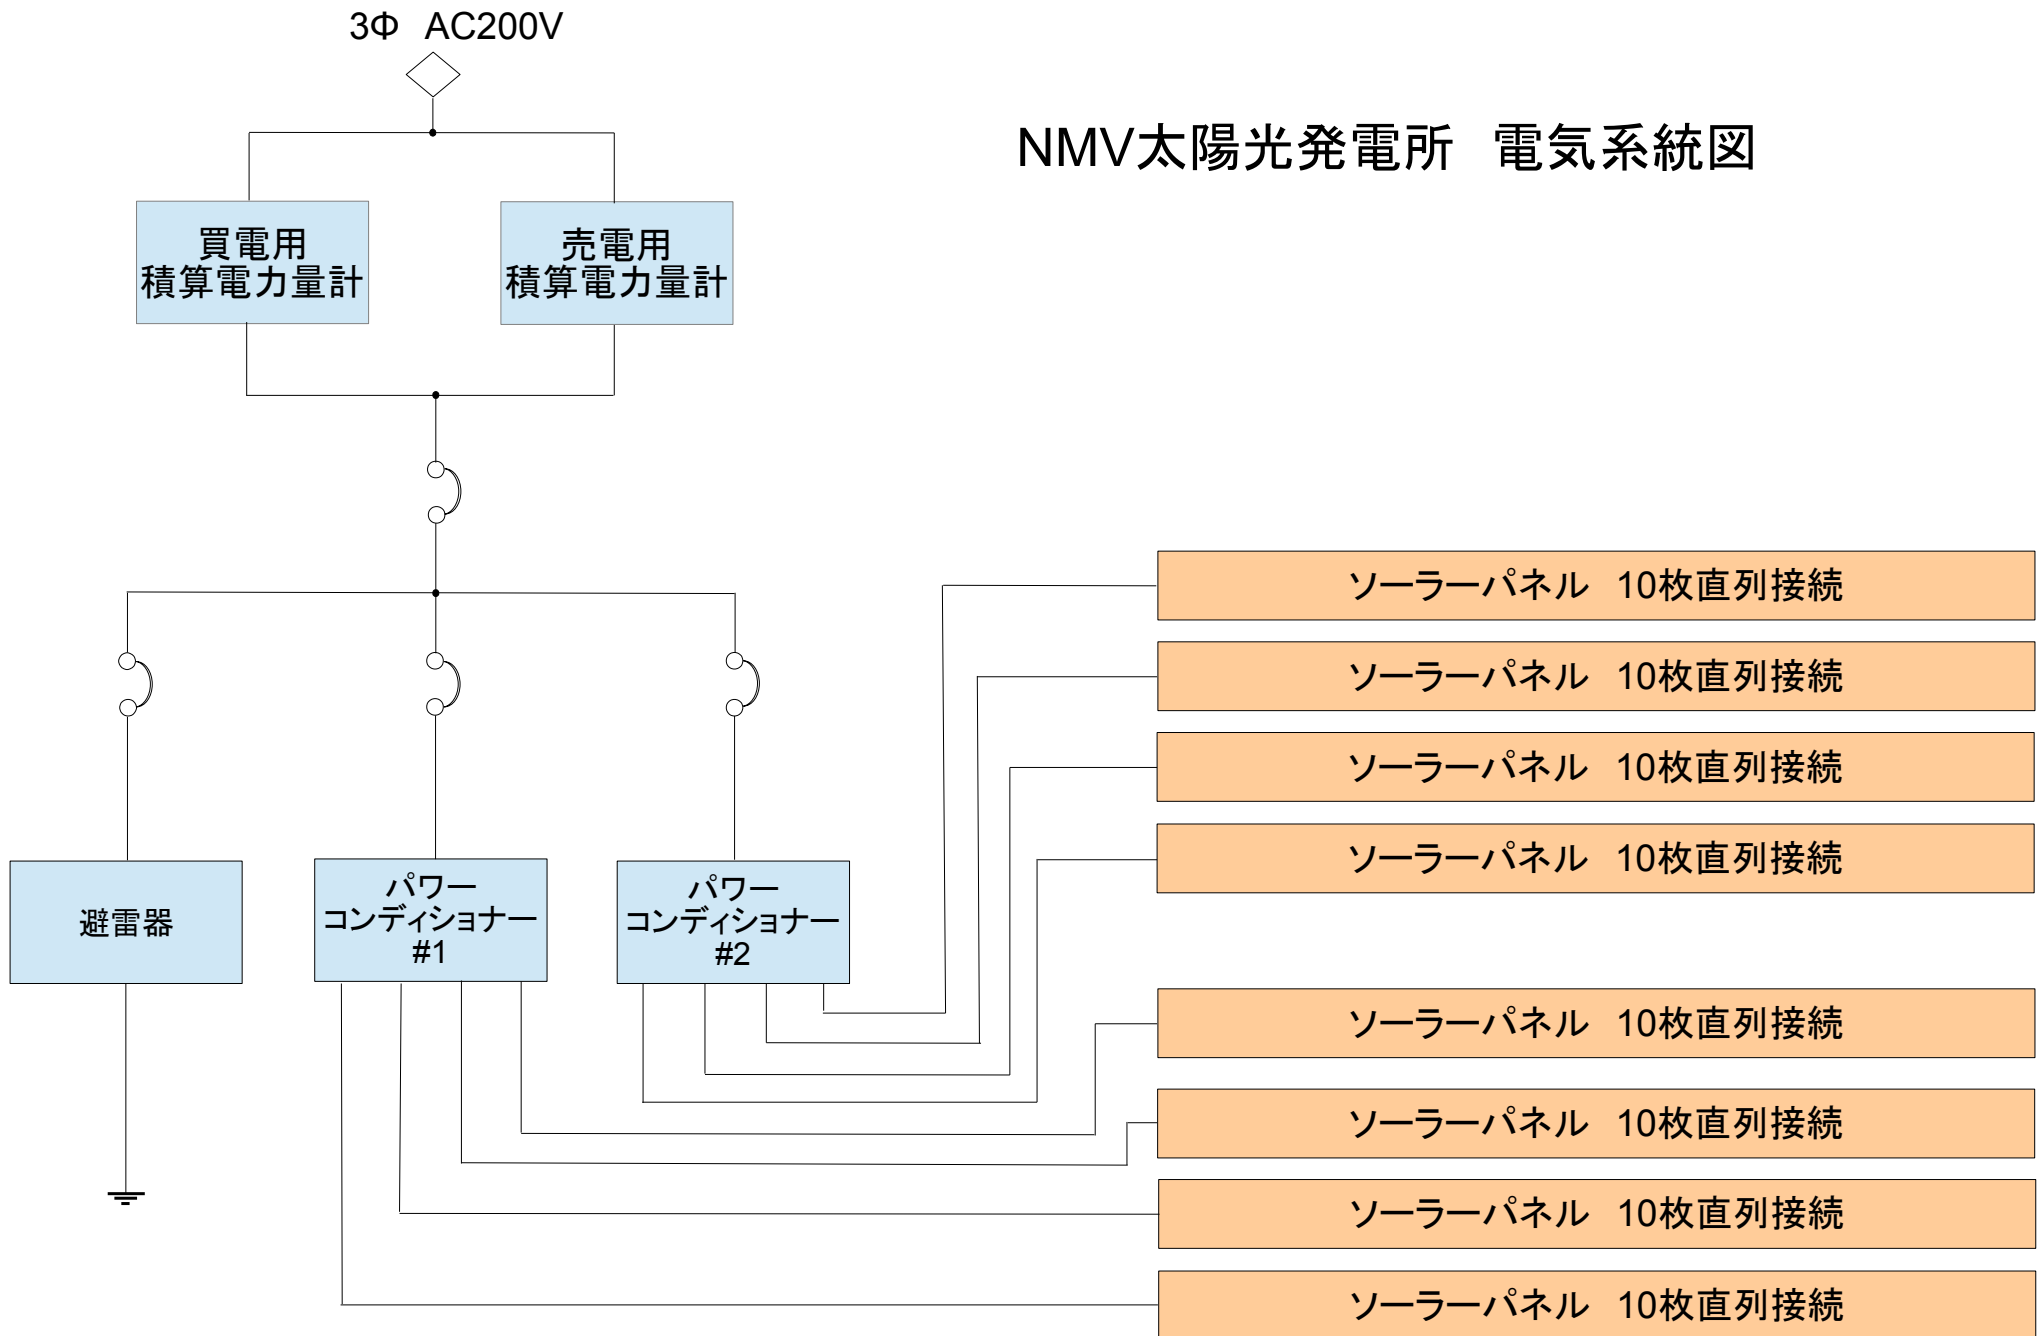 3Φ AC200V
NMV太陽光発電所 電気系統図
買電用
積算電力量計
売電用
積算電力量計
ソーラーパネル 10枚直列接続
ソーラーパネル 10枚直列接続
ソーラーパネル 10枚直列接続
ソーラーパネル 10枚直列接続
避雷器
パワー
コンディショナー
#1
パワー
コンディショナー
#2
ソーラーパネル 10枚直列接続
ソーラーパネル 10枚直列接続
ソーラーパネル 10枚直列接続
ソーラーパネル 10枚直列接続